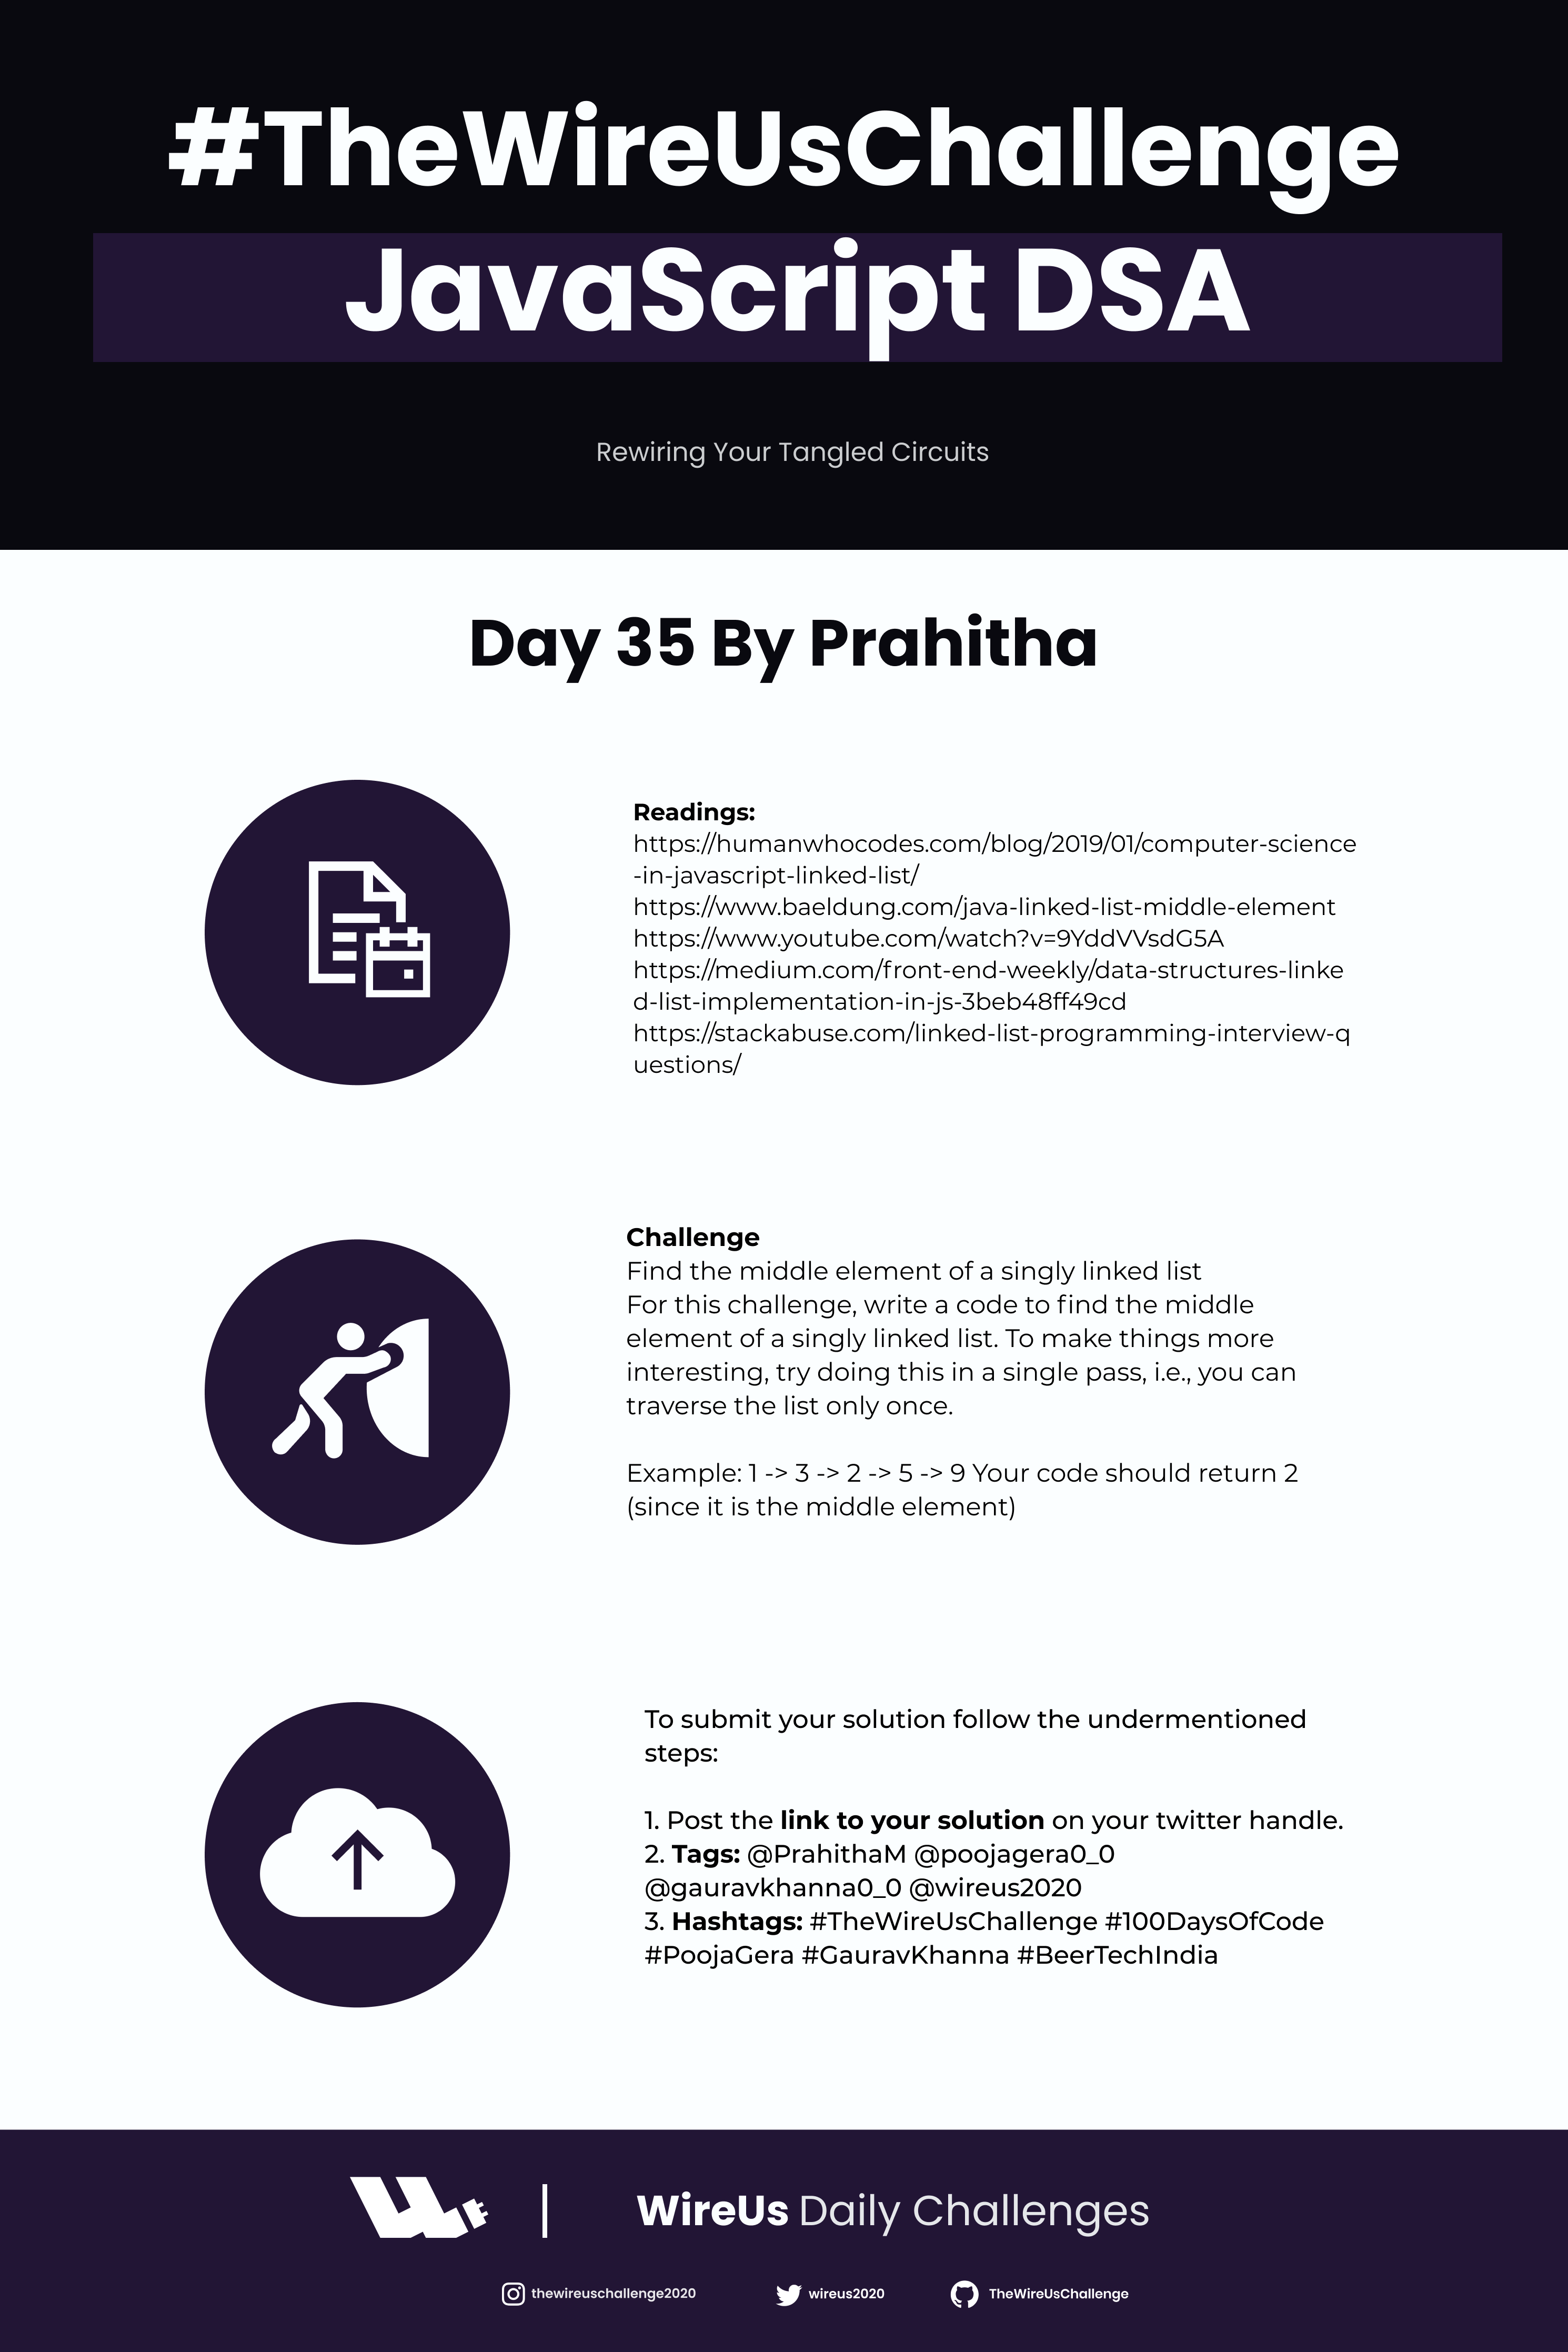 #TheWireUsChallenge
JavaScript DSA
Rewiring Your Tangled Circuits
Day 35 By Prahitha
Readings:
https://humanwhocodes.com/blog/2019/01/computer-science
-in-javascript-linked-list/
https://www.baeldung.com/java-linked-list-middle-element
https://www.youtube.com/watch?v=9YddVVsdG5A
https://medium.com/front-end-weekly/data-structures-linke
d-list-implementation-in-js-3beb48ff49cd
https://stackabuse.com/linked-list-programming-interview-q
uestions/
Challenge
Find the middle element of a singly linked list
For this challenge, write a code to find the middle
element of a singly linked list. To make things more
interesting, try doing this in a single pass, i.e., you can
traverse the list only once.
Example: 1 -> 3 -> 2 -> 5 -> 9 Your code should return 2
(since it is the middle element)
To submit your solution follow the undermentioned
steps:
1. Post the link to your solution on your twitter handle.
2. Tags: @PrahithaM @poojagera0_0
@gauravkhanna0_0 @wireus2020
3. Hashtags: #TheWireUsChallenge #100DaysOfCode
#PoojaGera #GauravKhanna #BeerTechIndia
WireUs Daily Challenges
thewireuschallenge2020 wireus2020 TheWireUsChallenge